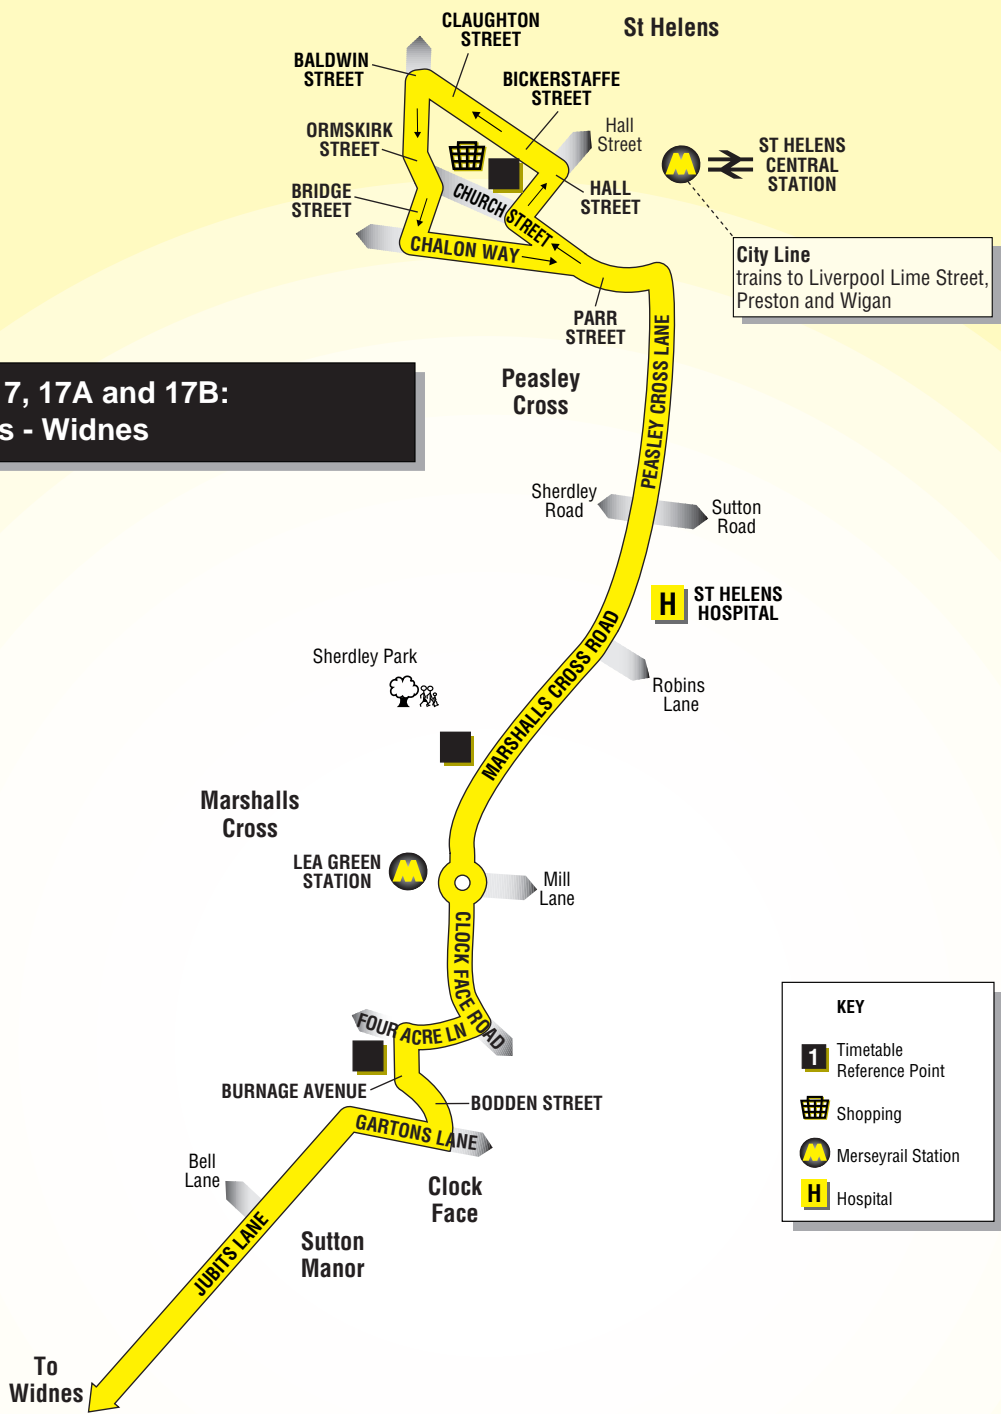 St Helens
CLAUGHTON
STREET
BALDWIN
STREET
BICKERSTAFFE
STREET
ORMSKIRK
STREET
Hall
Street
ST HELENS
CENTRAL
STATION
BRIDGE
STREET
CHURCH STREET
HALL
STREET
CHALON WAY
City Line
trains to Liverpool Lime Street,
Preston and Wigan
PARR
STREET
7, 17A and 17B:
s - Widnes
Peasley
Cross
PEASLEY CROSS LANE
Sherdley
Road
Sutton
Road
H
ST HELENS
HOSPITAL
MARSHALLS CROSS ROAD
Sherdley Park
Robins
Lane
Marshalls
Cross
LEA GREEN
STATION
M
Mill
Lane
CLOCK FACE ROAD
FOUR ACRE LN
BURNAGE AVENUE
BODDEN STREET
GARTONS LANE
Bell
Lane
Clock
Face
JUBITS LANE
Sutton
Manor
To
Widnes
KEY
1 Timetable
Reference Point
Shopping
M Merseyrail Station
H Hospital